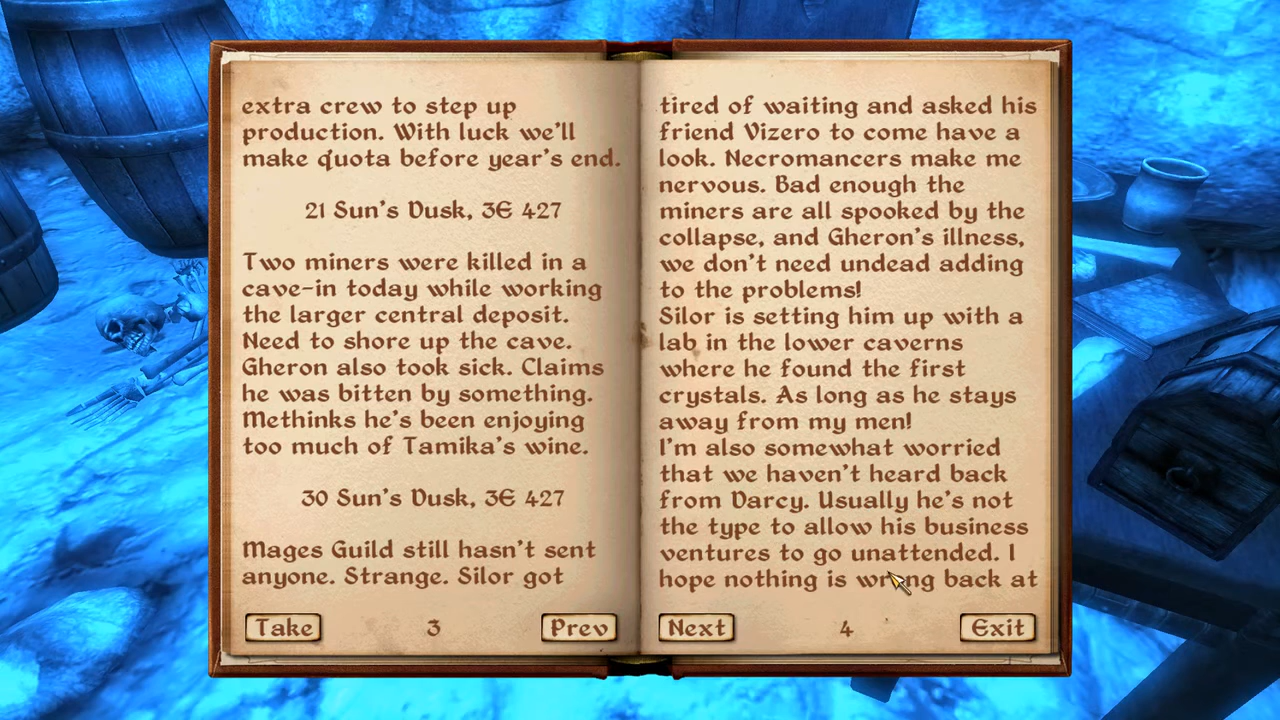 extra crew to step up
production. With luck we'll
make quota before year's end.
21 Sun's Dusk, 3E 427
Two miners were killed in a
cave-in today while working
the larger central deposit.
Need to shore up the cave.
Gheron also took sick. Claims
he was bitten by something.
Methinks he's been enjoying
too much of Tamika's wine.
30 Sun's Dusk, 3E 427
Mages Guild still hasn't sent
anyone. Strange. Silor got
tired of waiting and asked his
friend Vizero to come have a
look. Necromancers make me
nervous. Bad enough the
miners are all spooked by the
collapse, and Gheron's illness,
we don't need undead adding
to the problems!
Silor is setting him up with a
lab in the lower caverns
where he found the first
crystals. As long as he stays
away from my men!
I'm also somewhat worried
that we haven't heard back
from Darcy. Usually he's not
the type to allow his business
ventures to go unattended. I
hope nothing is wrong back at
Take 3 Prev Next 4 Exit